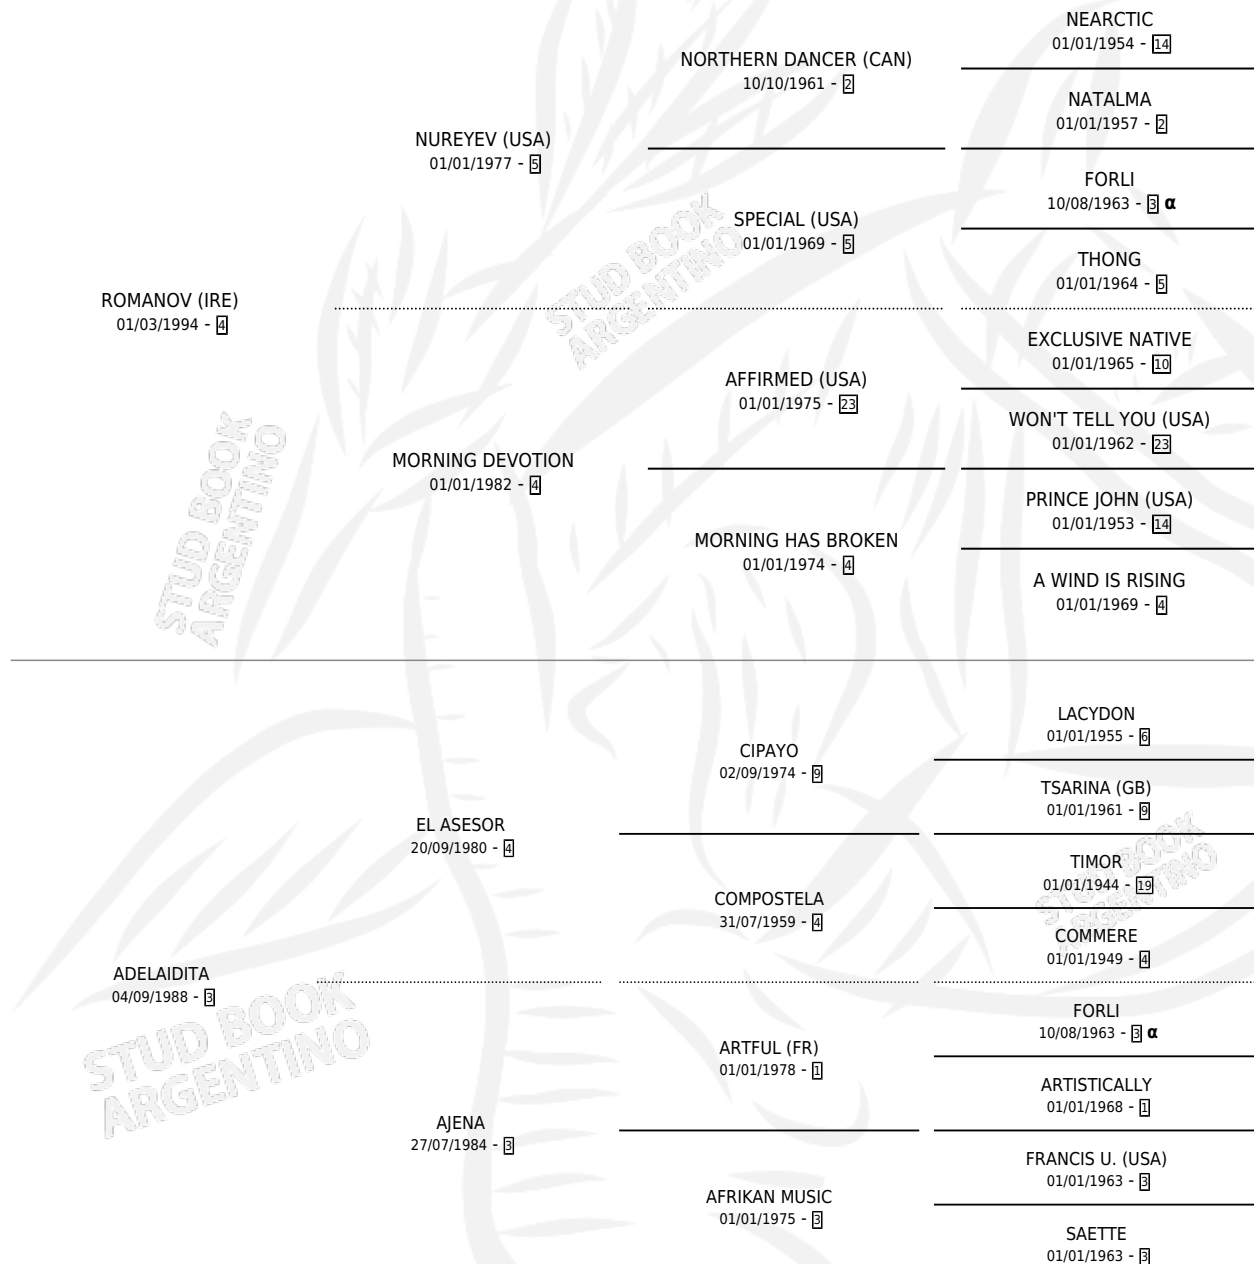 NEARCTIC
01/01/1954 - 14
NORTHERN DANCER (CAN)
10/10/1961 - 2
NATALMA
01/01/1957 - 2
NUREYEV (USA)
01/01/1977 - 5
FORLI
10/08/1963 - 3 α
SPECIAL (USA)
01/01/1969 - 5
THONG
01/01/1964 - 5
ROMANOV (IRE)
01/03/1994 - 4
EXCLUSIVE NATIVE
01/01/1965 - 10
AFFIRMED (USA)
01/01/1975 - 23
WON'T TELL YOU (USA)
01/01/1962 - 23
MORNING DEVOTION
01/01/1982 - 4
PRINCE JOHN (USA)
01/01/1953 - 14
MORNING HAS BROKEN
01/01/1974 - 4
A WIND IS RISING
01/01/1969 - 4
LACYDON
01/01/1955 - 6
CIPAYO
02/09/1974 - 9
TSARINA (GB)
01/01/1961 - 9
EL ASESOR
20/09/1980 - 4
TIMOR
01/01/1944 - 19
COMPOSTELA
31/07/1959 - 4
COMMERE
01/01/1949 - 4
ADELAIDITA
04/09/1988 - 3
FORLI
10/08/1963 - 3 α
ARTFUL (FR)
01/01/1978 - 1
ARTISTICALLY
01/01/1968 - 1
AJENA
27/07/1984 - 3
FRANCIS U. (USA)
01/01/1963 - 3
AFRIKAN MUSIC
01/01/1975 - 3
SAETTE
01/01/1963 - 3
STUD BOOK
ARGENTINO
STUD BOOK
ARGENTINO
STUD BOOK
ARGENTINO
STUD BOOK
ARGENTINO